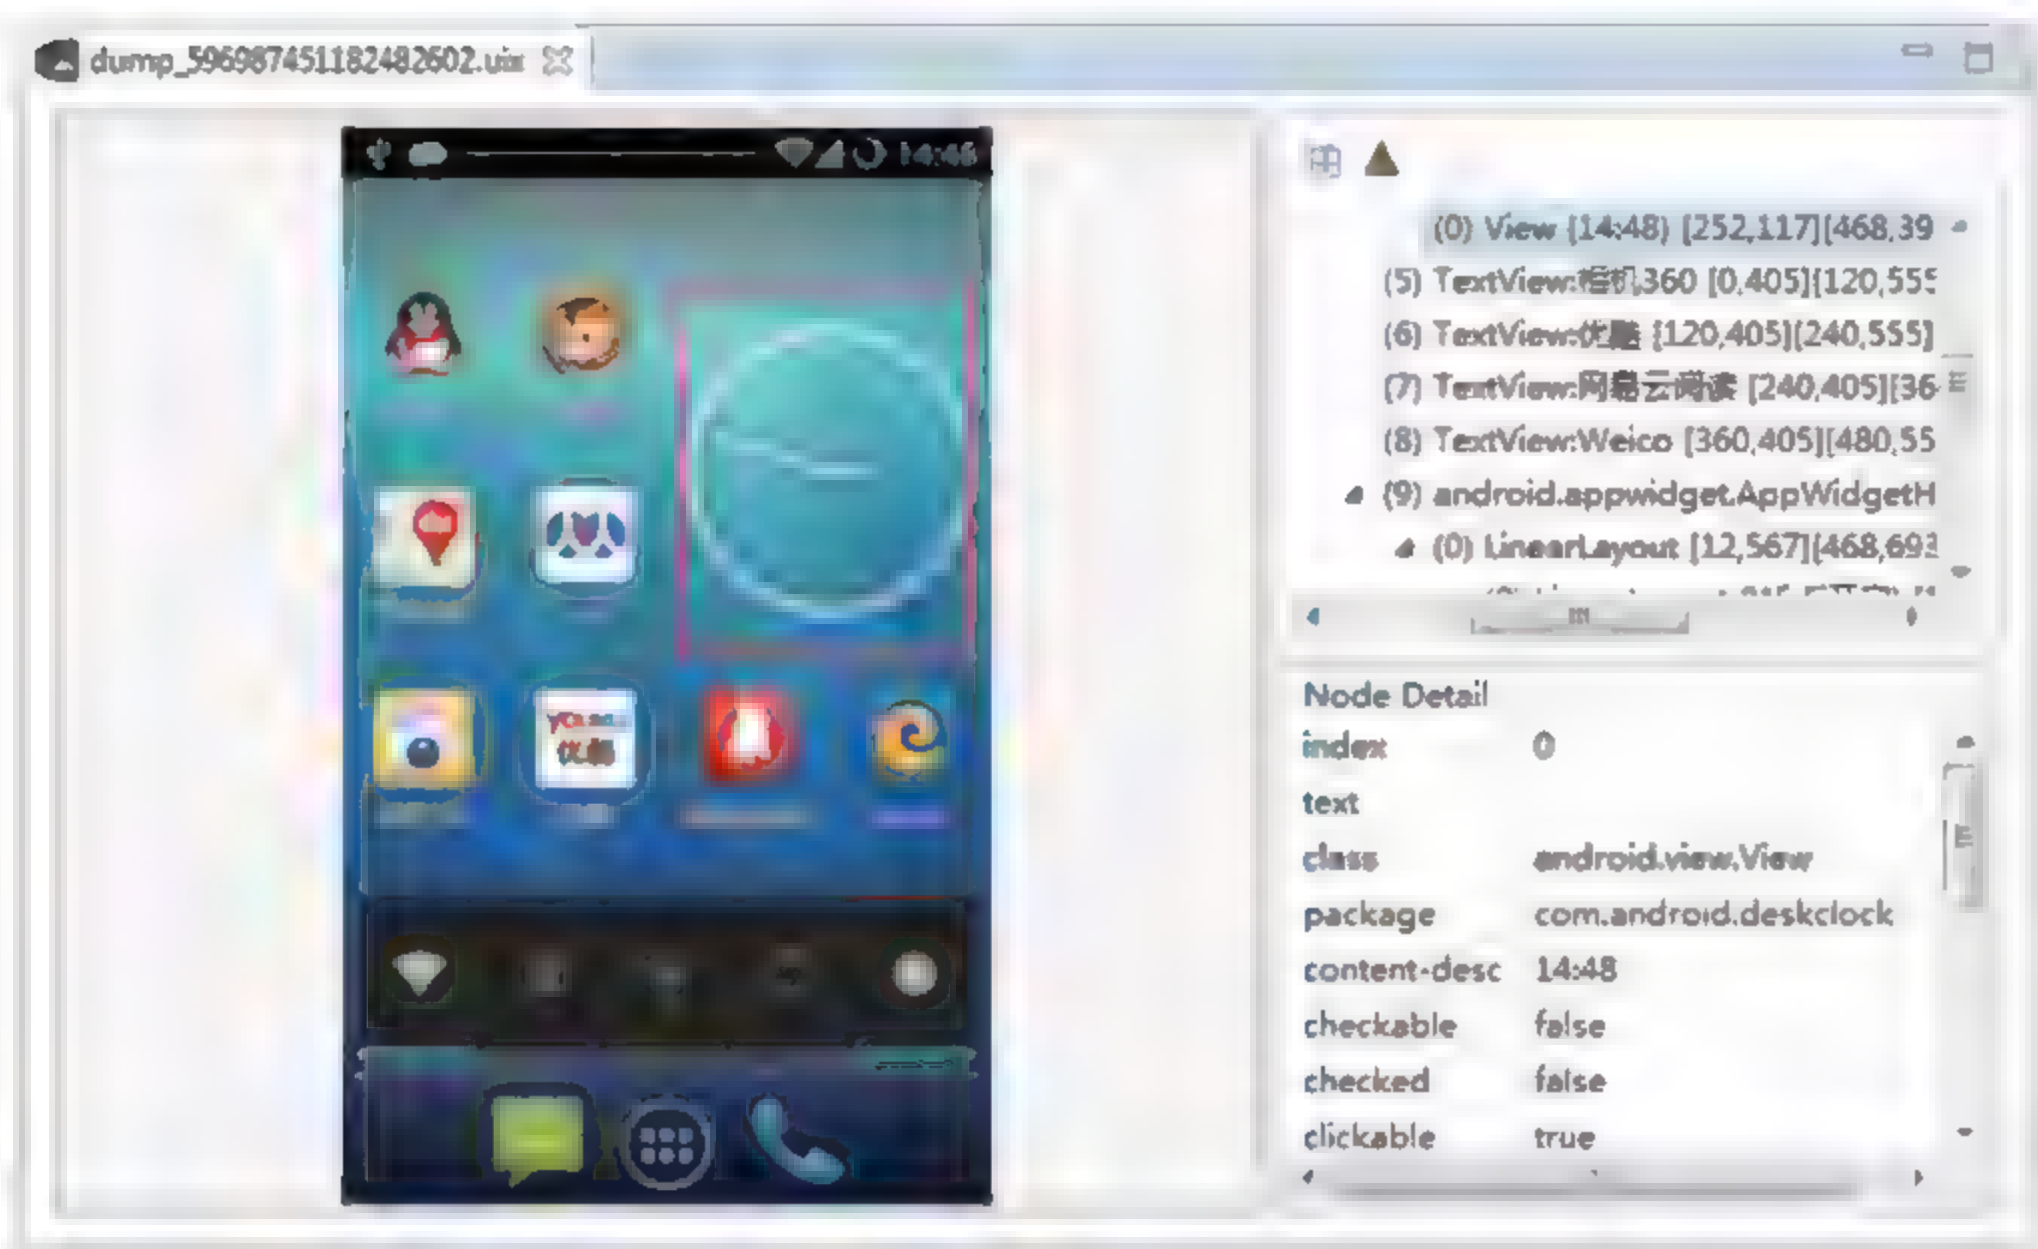 dump_596987451182482602.uix
14:48
(0) View {14:48} [252,117][468,39
(5) TextView:相机360 [0,405][120,555
(6) TextView:优酷 [120,405][240,555]
(7) TextView:网易云阅读 [240,405][36
(8) TextView:Weico [360,405][480,55
(9) android.appwidget.AppWidgetH
(0) LinearLayout [12,567][468,693
Node Detail
index 0
text
class android.view.View
package com.android.deskclock
content-desc 14:48
checkable false
checked false
clickable true